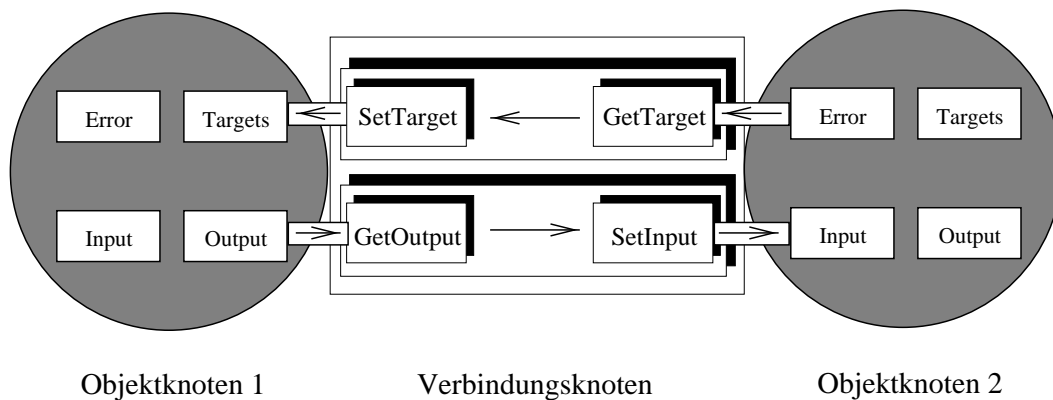 Error Targets SetTarget GetTarget Error Targets
Input Output GetOutput SetInput Input Output
Objektknoten 1 Verbindungsknoten Objektknoten 2